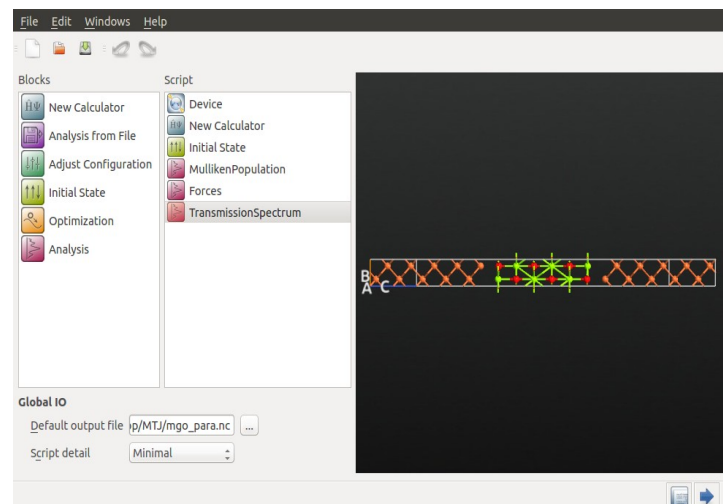 File Edit Windows Help
Blocks
Script
New Calculator
Analysis from File
Adjust Configuration
Initial State
Optimization
Analysis
Device
New Calculator
Initial State
MullikenPopulation
Forces
TransmissionSpectrum
B
A C
Global IO
Default output file p/MTJ/mgo_para.nc ...
Script detail Minimal